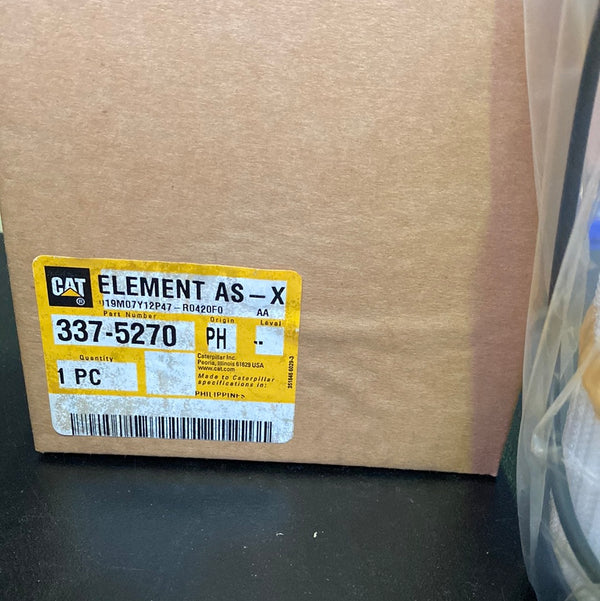 CAT ELEMENT AS-X
®
019M07Y12P47-R0420F0 AA
Part Number Origin Level
337-5270 PH --
Quantity
1 PC
Caterpillar Inc.
Peoria, Illinois 61629 USA
www.cat.com
Made to Caterpillar
specifications in:
PHILIPPINES